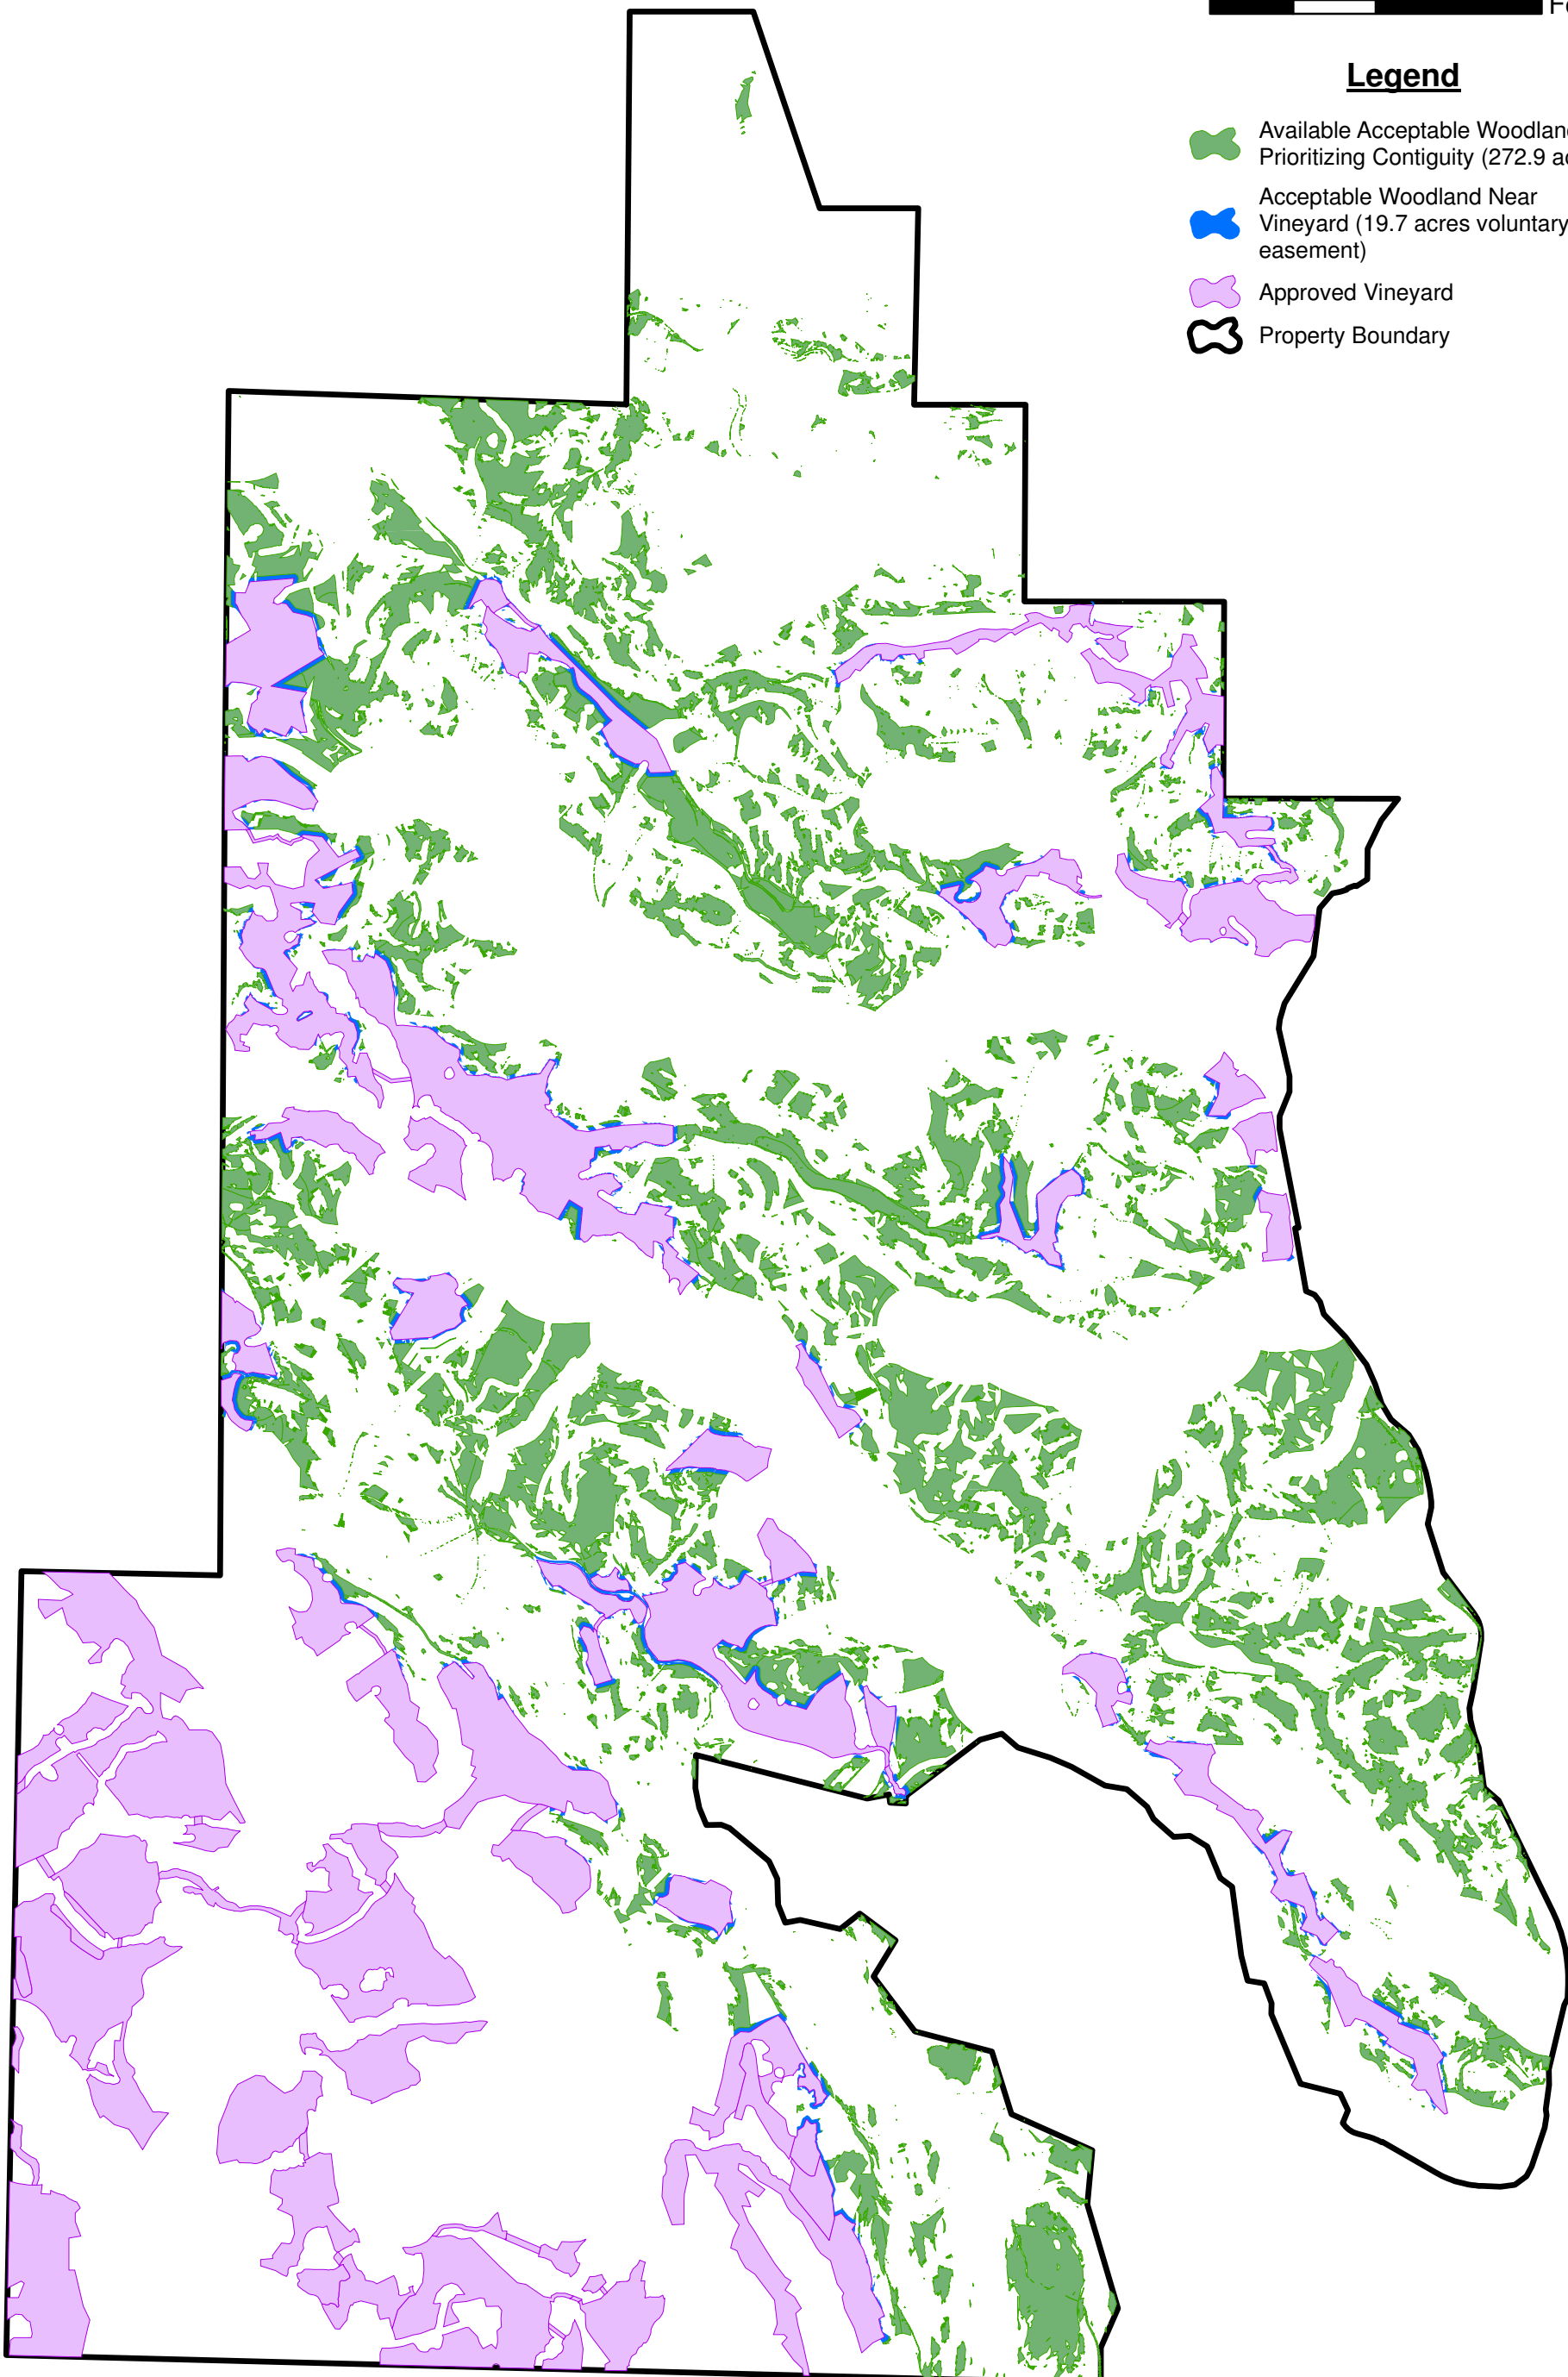 Legend
Available Acceptable
Prioritizing Contiguity (272.9
Acceptable Woodland Near
Vineyard (19.7 acres voluntary
easement)
Approved Vineyard
Property Boundary